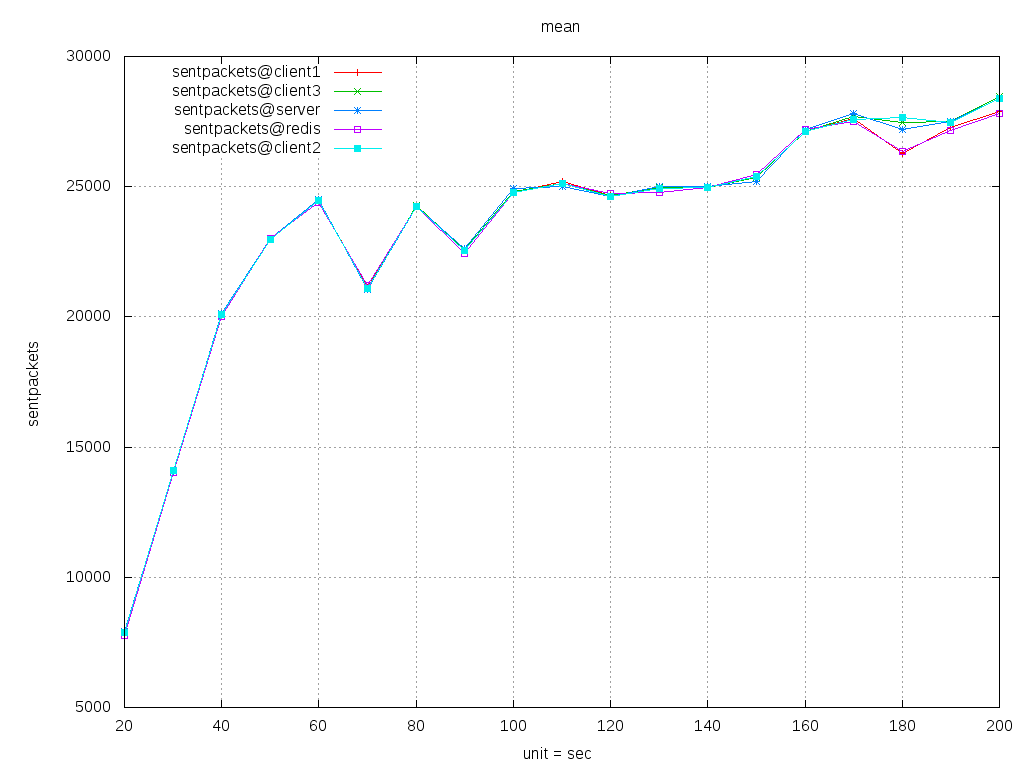 mean
30000
25000
20000
15000
10000
5000
sentpackets
sentpackets@client1
sentpackets@client3
sentpackets@server
sentpackets@redis
sentpackets@client2
20 40 60 80 100 120 140 160 180 200
unit = sec